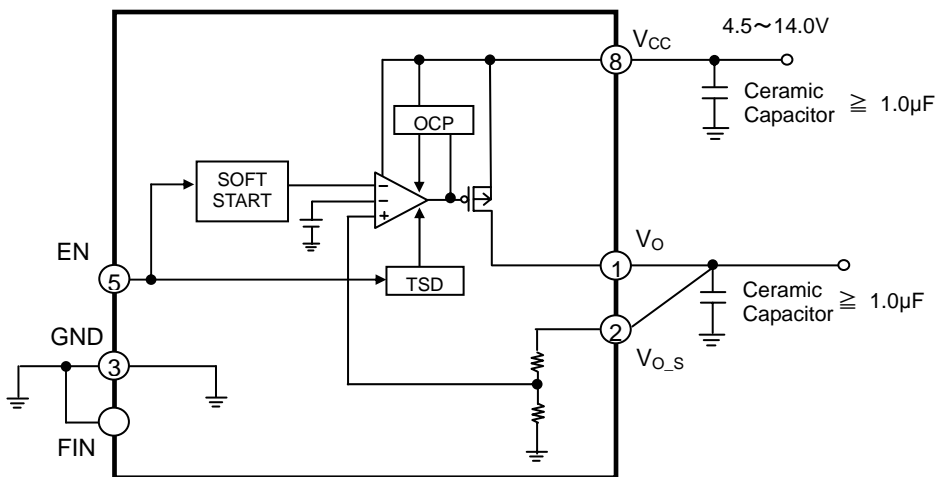 4.5～14.0V
VCC
8
Ceramic
Capacitor ≧ 1.0µF
OCP
SOFT
START
−
−
+
EN
5
TSD
VO
1
Ceramic
Capacitor ≧ 1.0µF
2
VO_S
GND
3
FIN